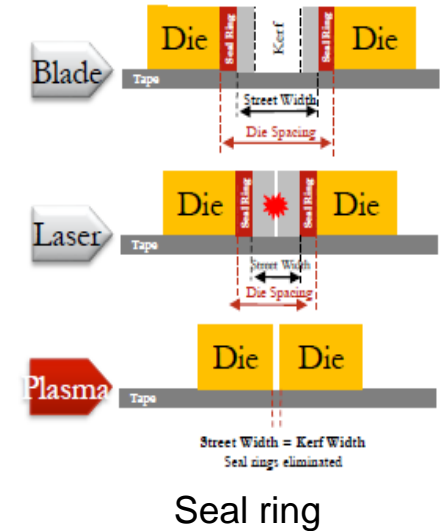 Die Seal Ring Kerf Seal Ring Die
Blade
Tape
Street Width
Die Spacing
Die Seal Ring Seal Ring Die
Laser
Tape
Street Width
Die Spacing
Die Die
Plasma
Tape
Street Width = Kerf Width
Seal rings eliminated
Seal ring